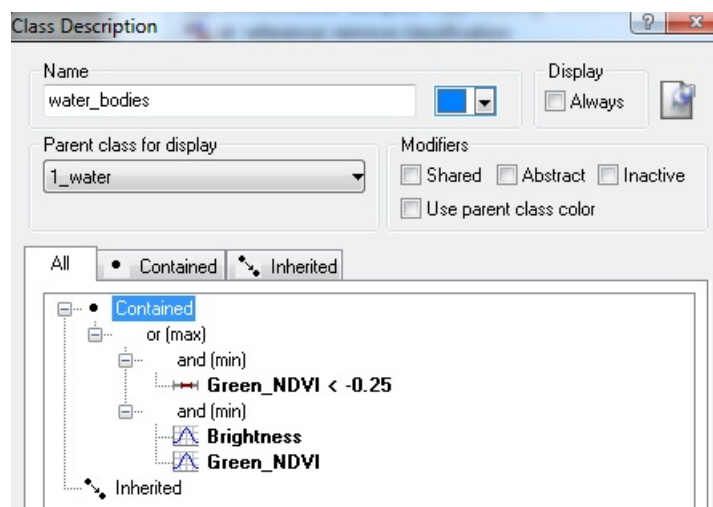 Class Description
Name
water_bodies
Display
Always
Parent class for display
1_water
Modifiers
Shared Abstract Inactive
Use parent class color
All Contained Inherited
Contained
or (max)
and (min)
Green_NDVI < -0.25
and (min)
Brightness
Green_NDVI
Inherited